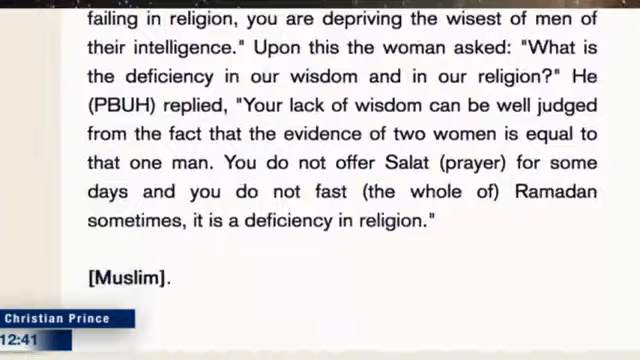 failing in religion, you are depriving the wisest of men of
their intelligence." Upon this the woman asked: "What is
the deficiency in our wisdom and in our religion?" He
(PBUH) replied, "Your lack of wisdom can be well judged
from the fact that the evidence of two women is equal to
that one man. You do not offer Salat (prayer) for some
days and you do not fast (the whole of) Ramadan
sometimes, it is a deficiency in religion."
[Muslim].
Christian Prince
12:41